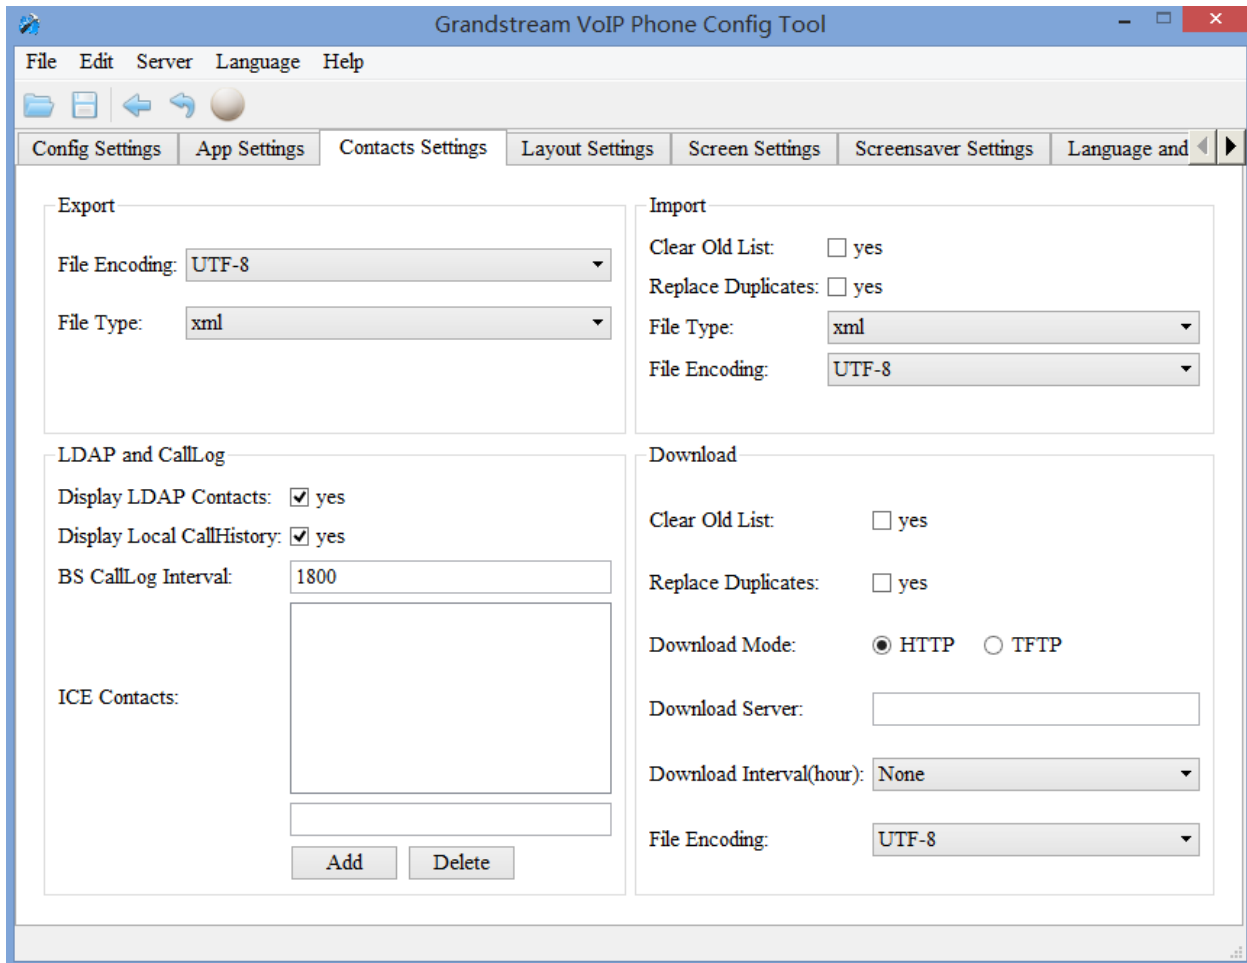 Grandstream VoIP Phone Config Tool
File Edit Server Language Help
Config Settings App Settings Contacts Settings Layout Settings Screen Settings Screensaver Settings Language and
Export
File Encoding: UTF-8
File Type: xml
Import
Clear Old List: yes
Replace Duplicates: yes
File Type: xml
File Encoding: UTF-8
LDAP and CallLog
Display LDAP Contacts: yes
Display Local CallHistory: yes
BS CallLog Interval: 1800
ICE Contacts:
Add Delete
Download
Clear Old List: yes
Replace Duplicates: yes
Download Mode: HTTP TFTP
Download Server:
Download Interval(hour): None
File Encoding: UTF-8